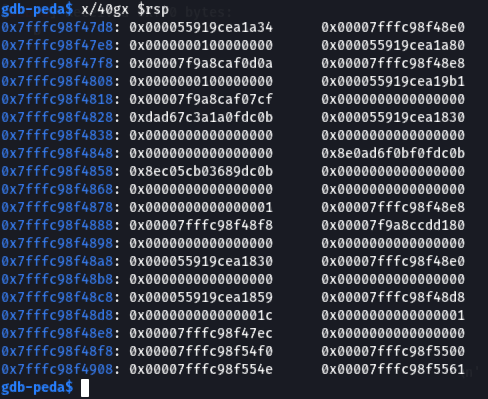 gdb-peda$ x/40gx $rsp
0x7fffc98f47d8: 0x000055919cea1a34 0x00007fffc98f48e0
0x7fffc98f47e8: 0x0000000100000000 0x000055919cea1a80
0x7fffc98f47f8: 0x00007f9a8caf0d0a 0x00007fffc98f48e8
0x7fffc98f4808: 0x0000000100000000 0x000055919cea19b1
0x7fffc98f4818: 0x00007f9a8caf07cf 0x0000000000000000
0x7fffc98f4828: 0xdad67c3a1a0fdc0b 0x000055919cea1830
0x7fffc98f4838: 0x0000000000000000 0x0000000000000000
0x7fffc98f4848: 0x0000000000000000 0x8e0ad6f0bf0fdc0b
0x7fffc98f4858: 0x8ec05cb03689dc0b 0x0000000000000000
0x7fffc98f4868: 0x0000000000000000 0x0000000000000000
0x7fffc98f4878: 0x0000000000000001 0x00007fffc98f48e8
0x7fffc98f4888: 0x00007fffc98f48f8 0x00007f9a8ccdd180
0x7fffc98f4898: 0x0000000000000000 0x0000000000000000
0x7fffc98f48a8: 0x000055919cea1830 0x00007fffc98f48e0
0x7fffc98f48b8: 0x0000000000000000 0x0000000000000000
0x7fffc98f48c8: 0x000055919cea1859 0x00007fffc98f48d8
0x7fffc98f48d8: 0x000000000000001c 0x0000000000000001
0x7fffc98f48e8: 0x00007fffc98f47ec 0x0000000000000000
0x7fffc98f48f8: 0x00007fffc98f54f0 0x00007fffc98f5500
0x7fffc98f4908: 0x00007fffc98f554e 0x00007fffc98f5561
gdb-peda$